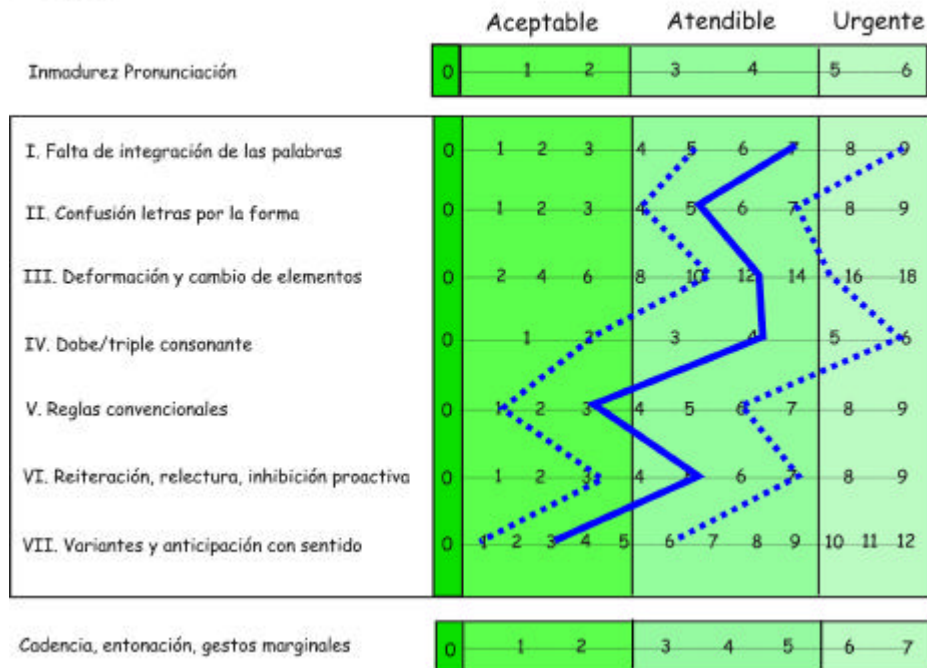 Aceptable Atendible Urgente
Inmadurez Pronunciación 0 1 2 3 4 5 6
I. Falta de integración de las palabras 0 1 2 3 4 5 6 7 8 9
II. Confusión letras por la forma 0 1 2 3 4 5 6 7 8 9
III. Deformación y cambio de elementos 0 2 4 6 8 10 12 14 16 18
IV. Dobe/triple consonante 0 1 2 3 4 5 6
V. Reglas convencionales 0 1 2 3 4 5 6 7 8 9
VI. Reiteración, relectura, inhibición proactiva 0 1 2 3 4 5 6 7 8 9
VII. Variantes y anticipación con sentido 0 1 2 3 4 5 6 7 8 9 10 11 12
Cadencia, entonación, gestos marginales 0 1 2 3 4 5 6 7